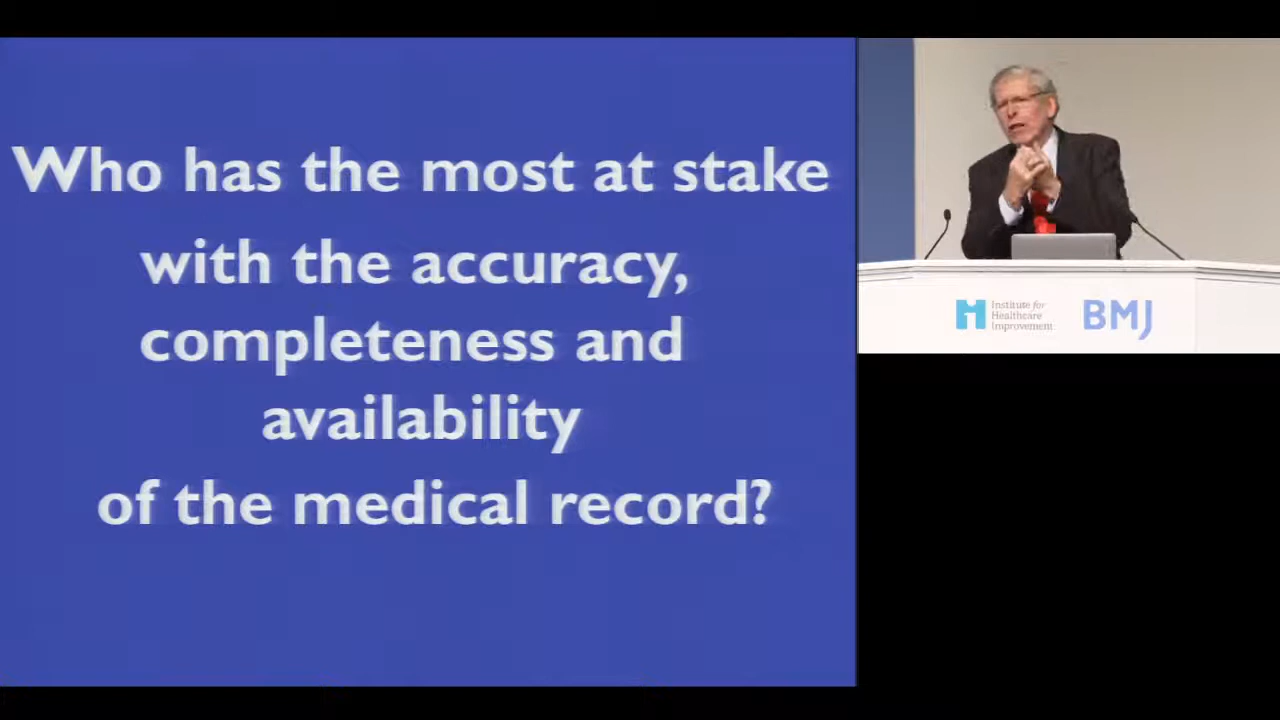 Who has the most at stake
with the accuracy,
completeness and
availability
of the medical record?
Institute for
Healthcare
Improvement
BMJ